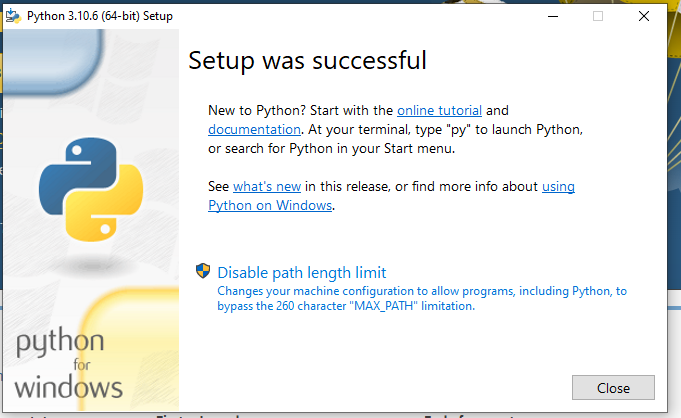 Python 3.10.6 (64-bit) Setup
Setup was successful
New to Python? Start with the online tutorial and
documentation. At your terminal, type "py" to launch Python,
or search for Python in your Start menu.
See what's new in this release, or find more info about using
Python on Windows.
Disable path length limit
Changes your machine configuration to allow programs, including Python, to
bypass the 260 character "MAX_PATH" limitation.
python
for
windows
Close